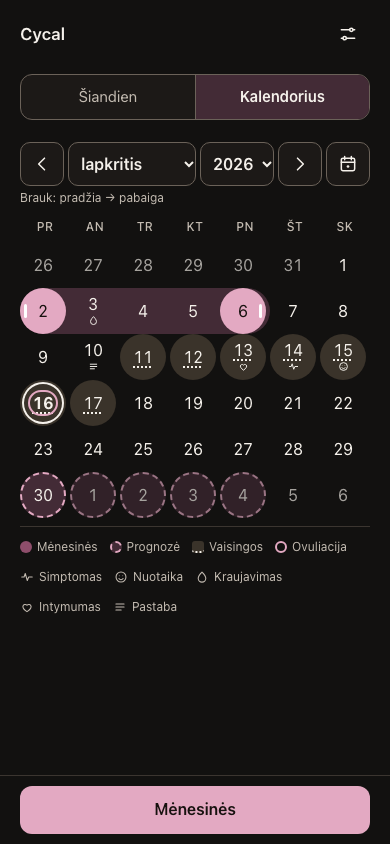 Cycal
Šiandien Kalendorius
lapkritis 2026
Brauk: pradžia → pabaiga
PR AN TR KT PN ŠT SK
26 27 28 29 30 31 1
2 3 4 5 6 7 8
9 10 11 12 13 14 15
16 17 18 19 20 21 22
23 24 25 26 27 28 29
30 1 2 3 4 5 6
Mėnesinės Prognozė Vaisingos Ovuliacija
Simptomas Nuotaika Kraujavimas
Intymumas Pastaba
Mėnesinės